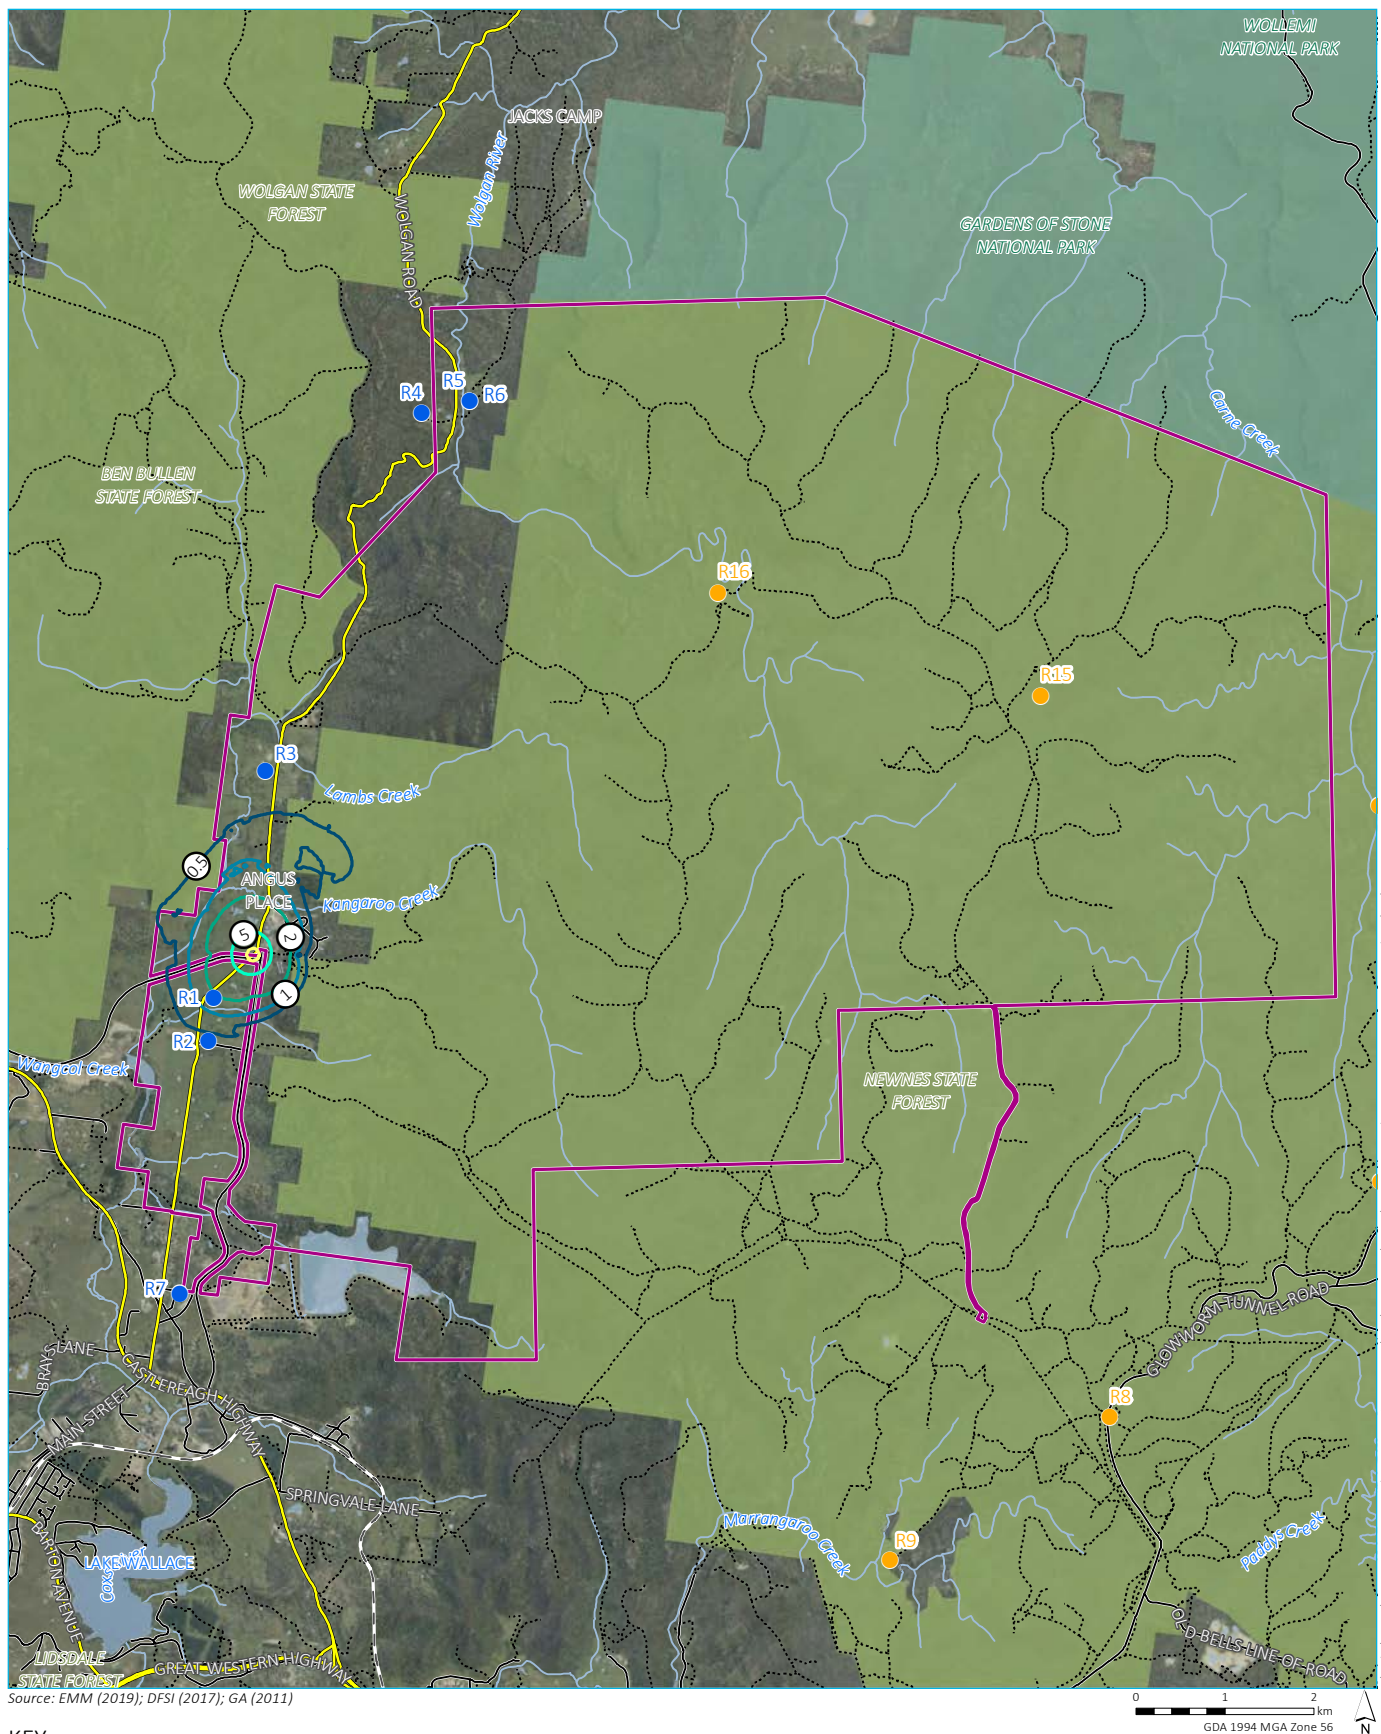 WOLLEMI
NATIONAL PARK
JACKS CAMP
Wolgan River
WOLGAN STATE
FOREST
WOLGAN ROAD
GARDENS OF STONE
NATIONAL PARK
R4
R5
R6
Carne Creek
BEN BULLEN
STATE FOREST
R16
R15
R3
Lambs Creek
0.5
ANGUS
PLACE
Kangaroo Creek
5
2
R1
1
R2
Wangcol Creek
NEWNES STATE
FOREST
R7
GLOWWORM TUNNEL ROAD
BRAYS LANE
CASTLEREAGH HIGHWAY
MAIN STREET
R8
SPRINGVALE LANE
Marrangaroo Creek
Paddys Creek
R9
BARTON AVENUE
LAKE WALLACE
OLD BELLS LINE OF ROAD
LIDSDALE
STATE FOREST
GREAT WESTERN HIGHWAY
Source: EMM (2019); DFSI (2017); GA (2011)
0 1 2
km
GDA 1994 MGA Zone 56
N
KEY